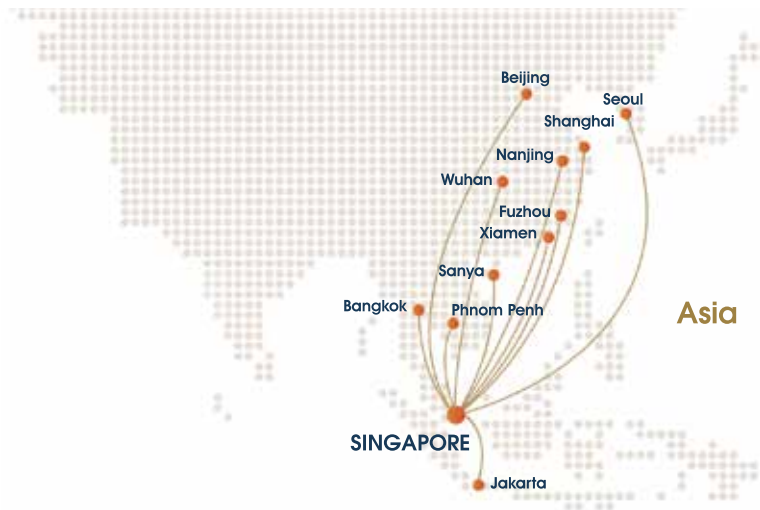 Beijing
Seoul
Shanghai
Nanjing
Wuhan
Fuzhou
Xiamen
Sanya
Bangkok
Phnom Penh
Asia
SINGAPORE
Jakarta